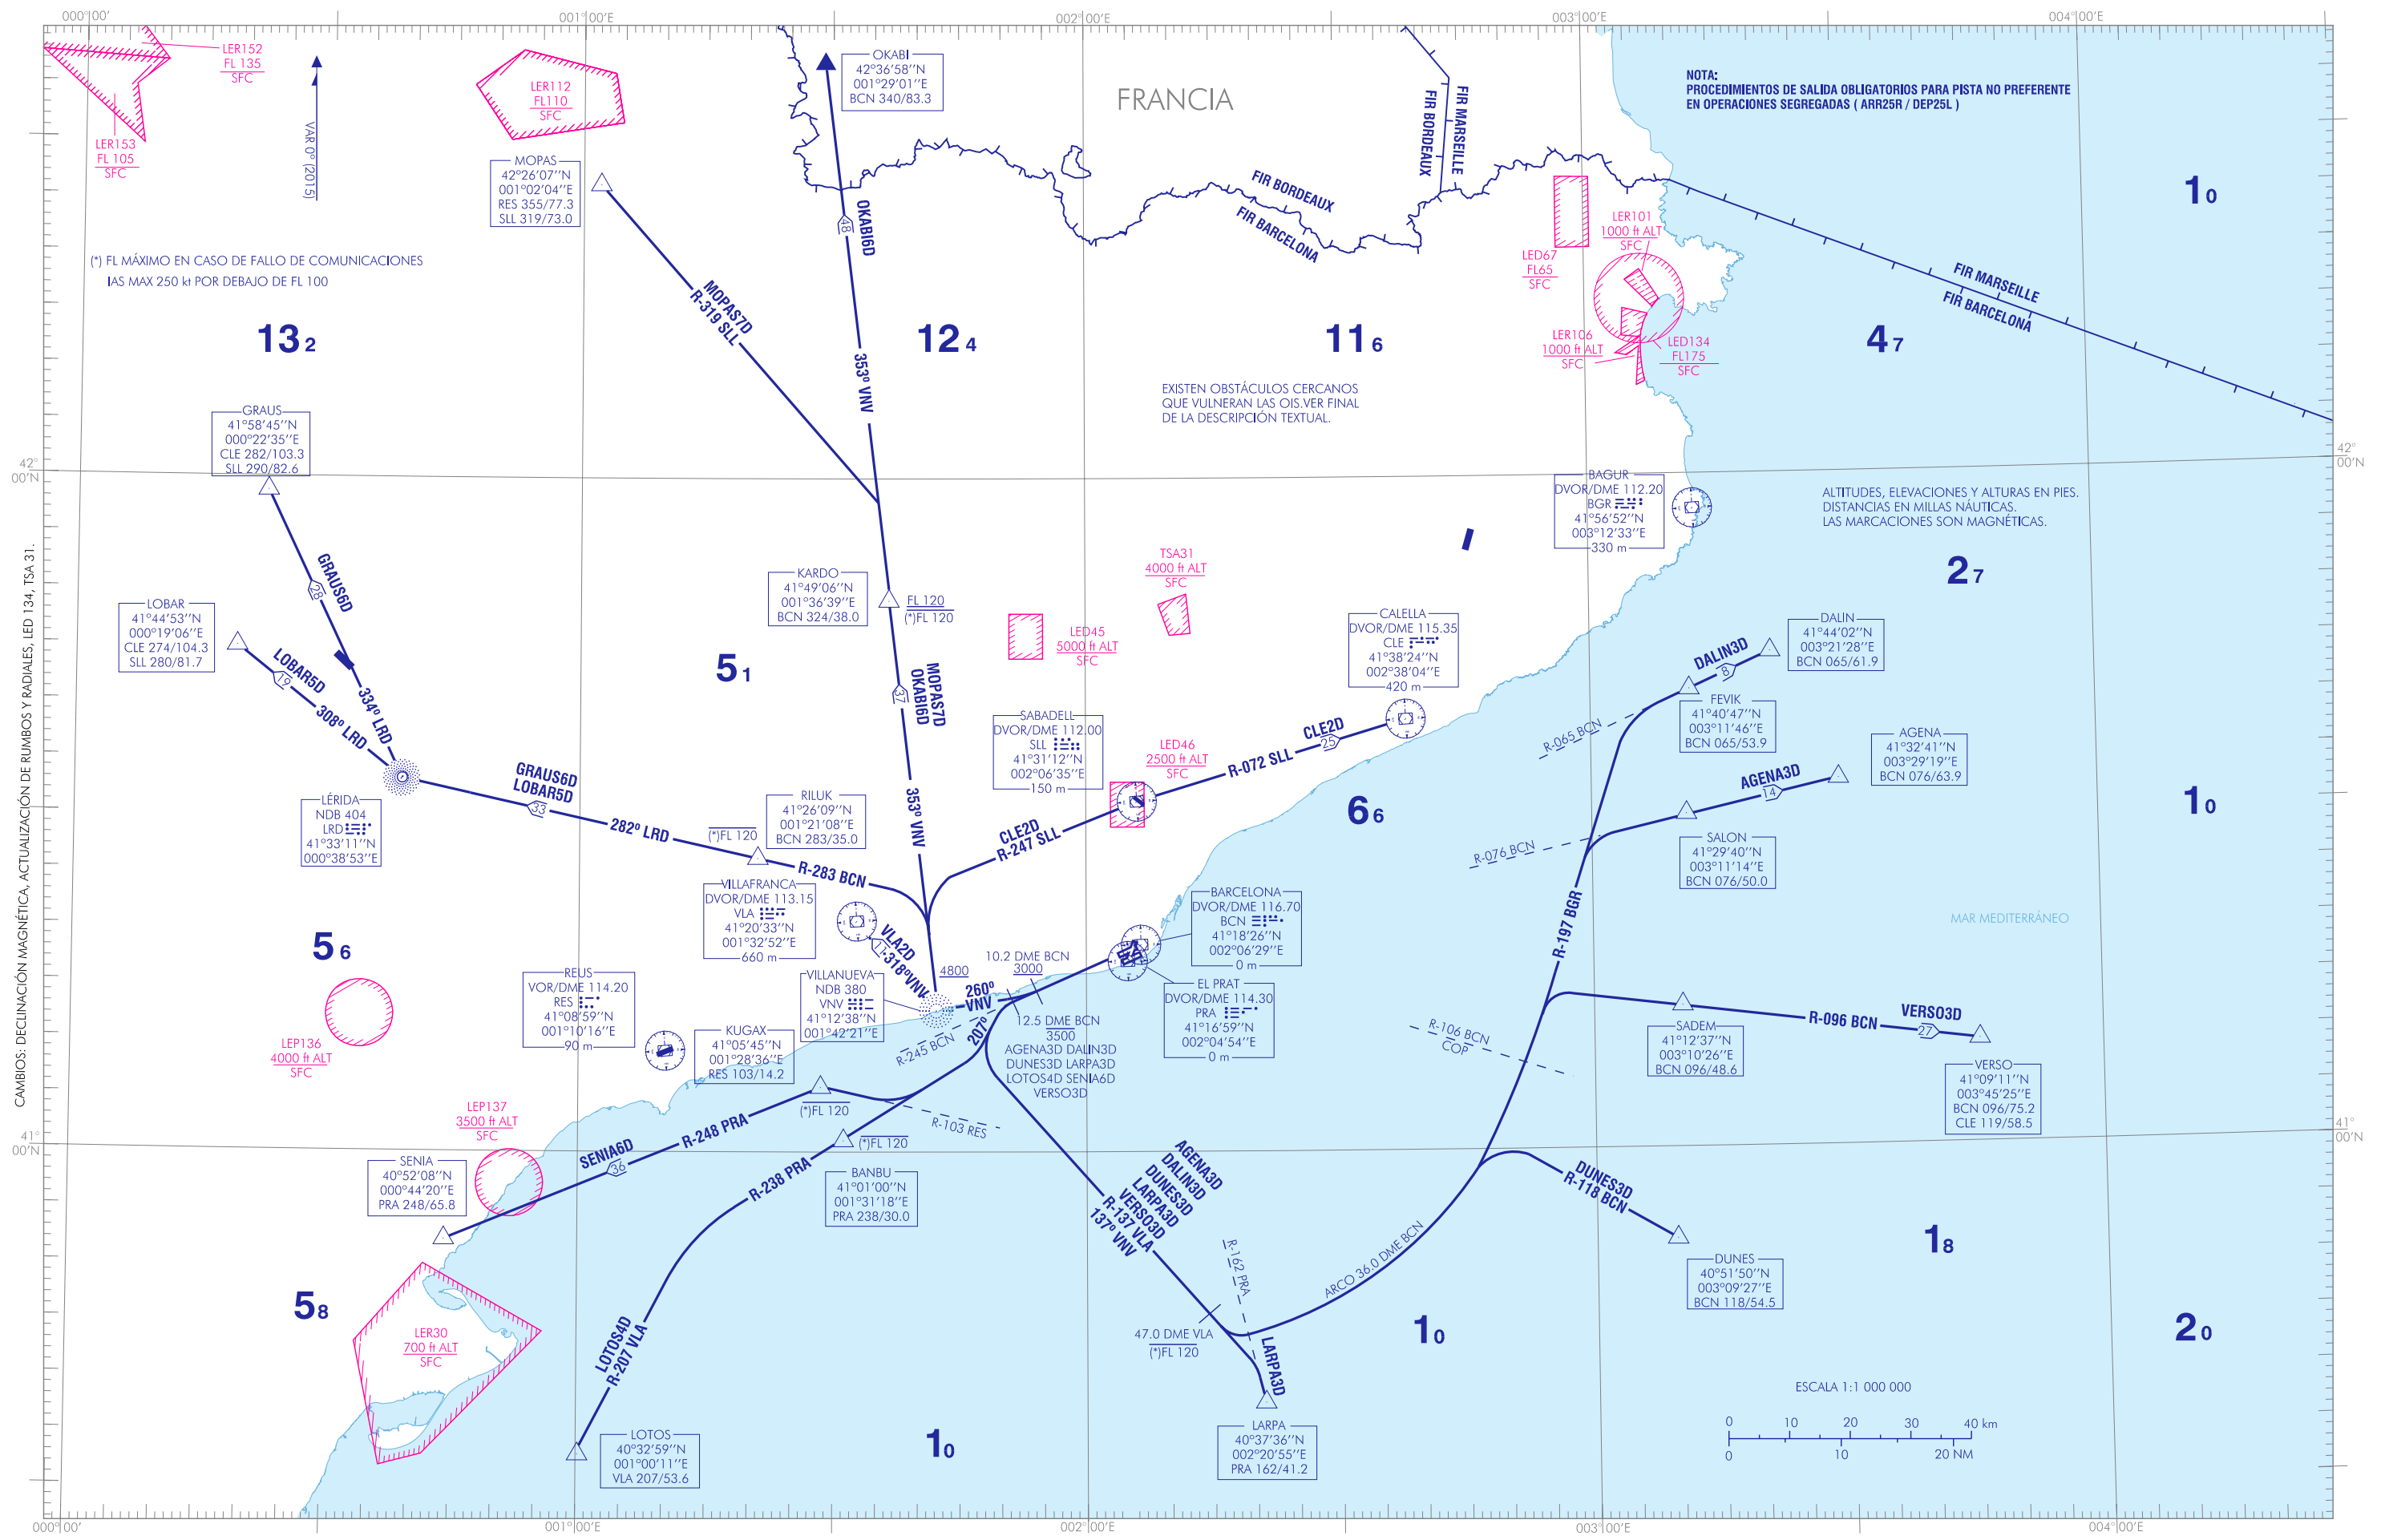 000°00'
001°00'E
002°00'E
003°00'E
004°00'E
LER152
FL 135
SFC
LER153
FL 105
SFC
VAR 0° (2015)
LER112
FL110
SFC
OKABI
42°36'58''N
001°29'01''E
BCN 340/83.3
FRANCIA
FIR MARSEILLE
FIR BORDEAUX
NOTA:
PROCEDIMIENTOS DE SALIDA OBLIGATORIOS PARA PISTA NO PREFERENTE
EN OPERACIONES SEGREGADAS ( ARR25R / DEP25L )
MOPAS
42°26'07''N
001°02'04''E
RES 355/77.3
SLL 319/73.0
FIR BORDEAUX
FIR BARCELONA
OKABI6D
48
1 0
LER101
1000 ft ALT
SFC
LED67
FL65
SFC
(*) FL MÁXIMO EN CASO DE FALLO DE COMUNICACIONES
IAS MAX 250 kt POR DEBAJO DE FL 100
FIR MARSEILLE
FIR BARCELONA
MOPAS7D
R-319 SLL
13 2
12 4
11 6
4 7
LER106
1000 ft ALT
SFC
LED134
FL175
SFC
353º VNV
EXISTEN OBSTÁCULOS CERCANOS
QUE VULNERAN LAS OIS.VER FINAL
DE LA DESCRIPCIÓN TEXTUAL.
GRAUS
41°58'45''N
000°22'35''E
CLE 282/103.3
SLL 290/82.6
42°
00'N
42°
00'N
BAGUR
DVOR/DME 112.20
BGR
41°56'52''N
003°12'33''E
330 m
ALTITUDES, ELEVACIONES Y ALTURAS EN PIES.
DISTANCIAS EN MILLAS NÁUTICAS.
LAS MARCACIONES SON MAGNÉTICAS.
CAMBIOS: DECLINACIÓN MAGNÉTICA, ACTUALIZACIÓN DE RUMBOS Y RADIALES, LED 134, TSA 31.
GRAUS6D
28
KARDO
41°49'06''N
001°36'39''E
BCN 324/38.0
FL 120
(*)FL 120
TSA31
4000 ft ALT
SFC
2 7
LOBAR
41°44'53''N
000°19'06''E
CLE 274/104.3
SLL 280/81.7
LED45
5000 ft ALT
SFC
CALELLA
DVOR/DME 115.35
CLE
41°38'24''N
002°38'04''E
420 m
DALIN
41°44'02''N
003°21'28''E
BCN 065/61.9
DALIN3D
8
LOBAR5D
19
308º LRD
334º LRD
5 1
MOPAS7D
OKABI6D
37
FEVIK
41°40'47''N
003°11'46''E
BCN 065/53.9
R-065 BCN
SABADELL
DVOR/DME 112.00
SLL
41°31'12''N
002°06'35''E
150 m
LED46
2500 ft ALT
SFC
CLE2D
25
R-072 SLL
AGENA
41°32'41''N
003°29'19''E
BCN 076/63.9
AGENA3D
14
GRAUS6D
LOBAR5D
33
282º LRD
LÉRIDA
NDB 404
LRD
41°33'11''N
000°38'53''E
RILUK
41°26'09''N
001°21'08''E
BCN 283/35.0
(*)FL 120
353º VNV
6 6
1 0
CLE2D
R-247 SLL
R-076 BCN
SALON
41°29'40''N
003°11'14''E
BCN 076/50.0
R-283 BCN
VILLAFRANCA
DVOR/DME 113.15
VLA
41°20'33''N
001°32'52''E
660 m
BARCELONA
DVOR/DME 116.70
BCN
41°18'26''N
002°06'29''E
0 m
R-197 BGR
MAR MEDITERRÁNEO
5 6
VLA2D
318ºVNV
10.2 DME BCN
3000
4800
REUS
VOR/DME 114.20
RES
41°08'59''N
001°10'16''E
90 m
VILLANUEVA
NDB 380
VNV
41°12'38''N
001°42'21''E
260º
VNV
EL PRAT
DVOR/DME 114.30
PRA
41°16'59''N
002°04'54''E
0 m
12.5 DME BCN
3500
AGENA3D DALIN3D
DUNES3D LARPA3D
LOTOS4D SENIA6D
VERSO3D
207º
R-245 BCN
R-106 BCN
COP
SADEM
41°12'37''N
003°10'26''E
BCN 096/48.6
R-096 BCN
VERSO3D
27
LEP136
4000 ft ALT
SFC
KUGAX
41°05'45''N
001°28'36''E
RES 103/14.2
(*)FL 120
VERSO
41°09'11''N
003°45'25''E
BCN 096/75.2
CLE 119/58.5
LEP137
3500 ft ALT
SFC
R-103 RES
41°
00'N
41°
00'N
SENIA
40°52'08''N
000°44'20''E
PRA 248/65.8
SENIA6D
36
R-248 PRA
(*)FL 120
BANBU
41°01'00''N
001°31'18''E
PRA 238/30.0
R-238 PRA
AGENA3D
DALIN3D
DUNES3D
LARPA3D
VERSO3D
R-137 VLA
137º VNV
DUNES3D
R-118 BCN
R-162 PRA
ARCO 36.0 DME BCN
1 8
DUNES
40°51'50''N
003°09'27''E
BCN 118/54.5
5 8
LER30
700 ft ALT
SFC
LOTOS4D
R-207 VLA
47.0 DME VLA
(*)FL 120
LARPA3D
1 0
2 0
ESCALA 1:1 000 000
0 10 20 30 40 km
0 10 20 NM
LOTOS
40°32'59''N
001°00'11''E
VLA 207/53.6
1 0
LARPA
40°37'36''N
002°20'55''E
PRA 162/41.2
000°00'
001°00'E
002°00'E
003°00'E
004°00'E